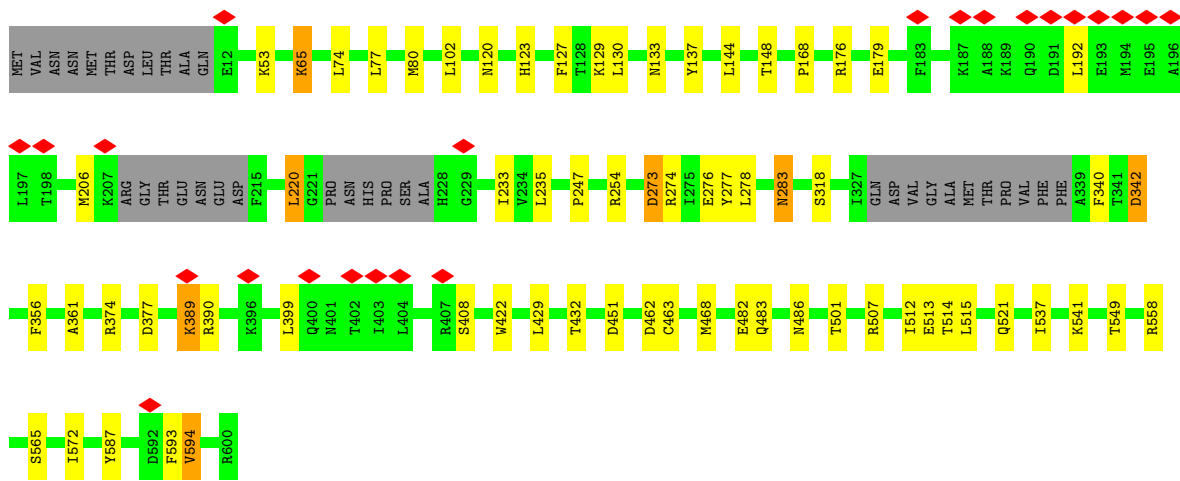 MET VAL ASN ASN MET THR ASP LEU THR ALA GLN E12 K53 K65 L74 L77 M80 L102 N120 H123 F127 T128 K129 L130 N133 Y137 L144 T148 P168 R176 E179 F183 K187 A188 K189 Q190 D191 L192 E193 M194 E195 A196
L197 T198 M206 K207 ARG GLY THR GLU ASN GLU ASP F215 L220 G221 PRO ASN HIS PRO SER ALA H228 G229 I233 V234 L235 P247 R254 D273 R274 I275 E276 Y277 L278 N283 S318 I327 GLN ASP VAL GLY ALA MET THR PRO VAL PHE PHE A339 F340 T341 D342
F356 A361 R374 D377 K389 R390 K396 L399 Q400 N401 T402 I403 L404 R407 S408 W422 L429 T432 D451 D462 C463 M468 E482 Q483 N486 T501 R507 I512 E513 T514 L515 Q521 I537 K541 T549 R558
S565 I572 Y587 D592 F593 V594 R600